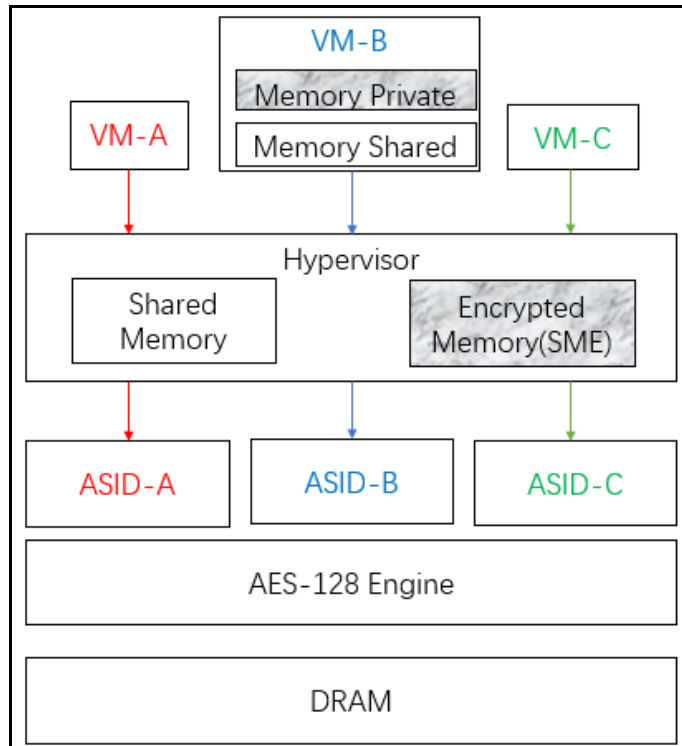 VM-B
Memory Private
Memory Shared
VM-A
VM-C
Hypervisor
Shared
Memory
Encrypted
Memory(SME)
ASID-A
ASID-B
ASID-C
AES-128 Engine
DRAM